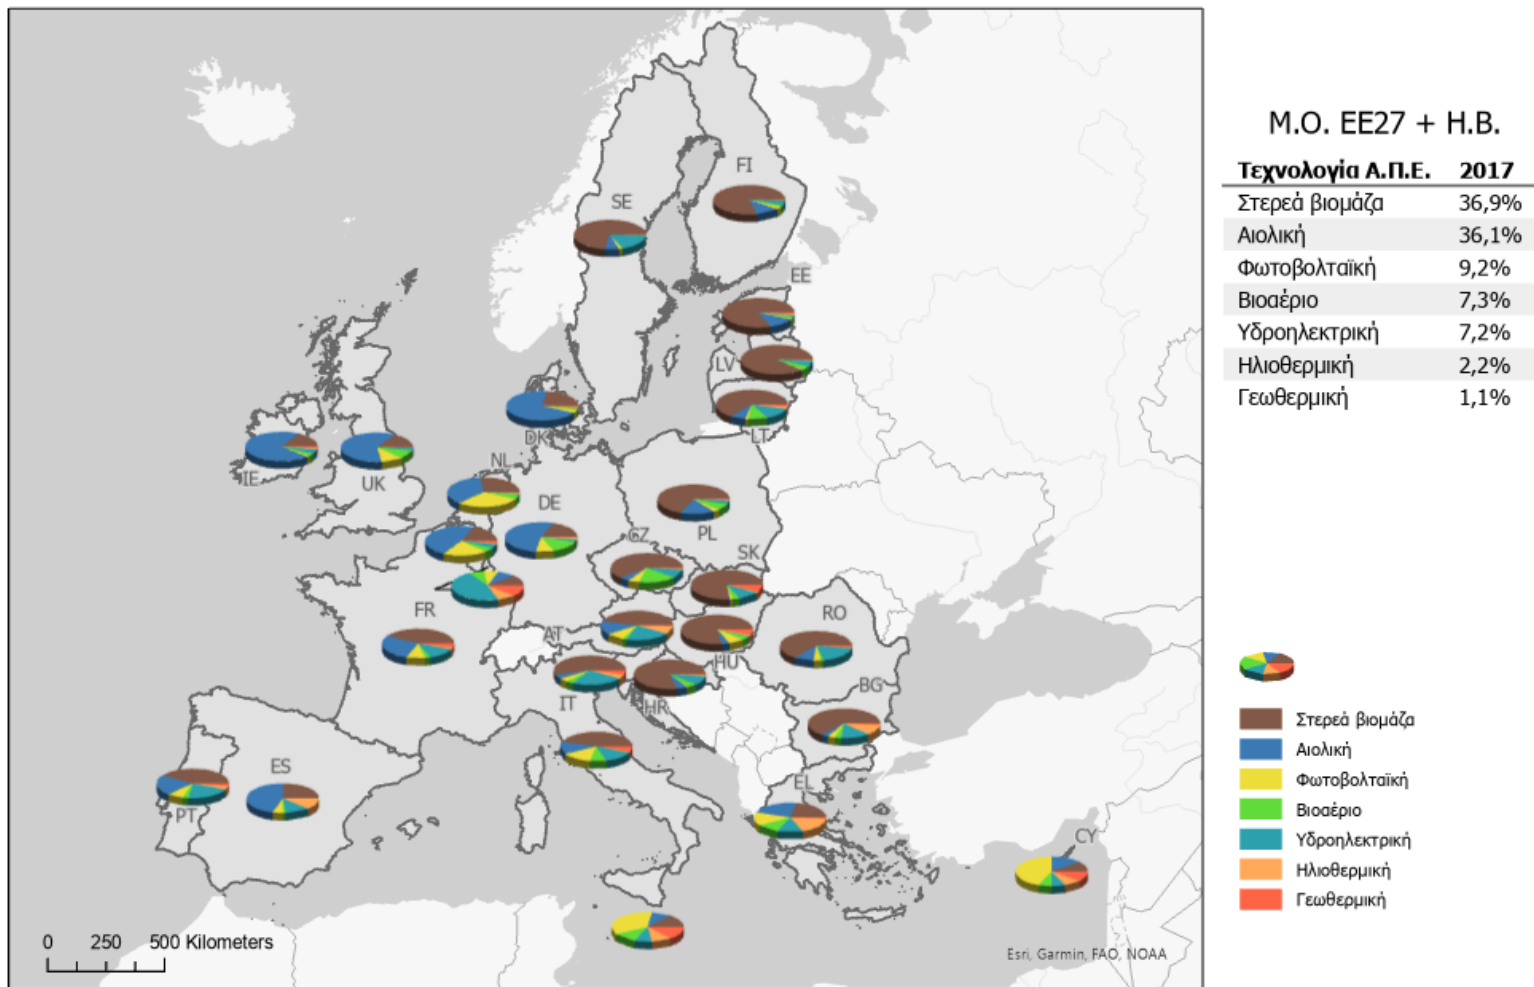 FI
SE
EE
LV
LT
DK
IE
UK
NL
DE
CZ
PL
SK
FR
AT
HU
RO
IT
HR
BG
ES
PT
EL
CY
0 250 500 Kilometers
Esri, Garmin, FAO, NOAA
Μ.Ο. ΕΕ27 + Η.Β.
Τεχνολογία Α.Π.Ε. 2017
Στερεά βιομάζα 36,9%
Αιολική 36,1%
Φωτοβολταϊκή 9,2%
Βιοαέριο 7,3%
Υδροηλεκτρική 7,2%
Ηλιοθερμική 2,2%
Γεωθερμική 1,1%
Στερεά βιομάζα
Αιολική
Φωτοβολταϊκή
Βιοαέριο
Υδροηλεκτρική
Ηλιοθερμική
Γεωθερμική